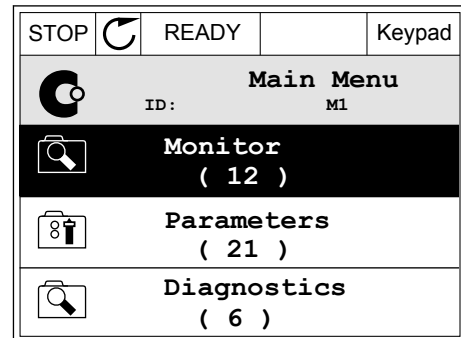 STOP READY Keypad
Main Menu
ID: M1
Monitor
( 12 )
Parameters
( 21 )
Diagnostics
( 6 )